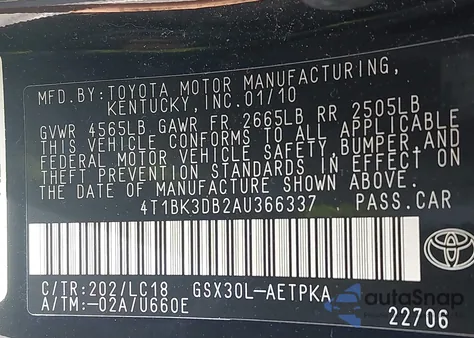 MFD.BY:TOYOTA MOTOR MANUFACTURING,
KENTUCKY,INC.01/10
GVWR 4565LB GAWR FR 2665LB RR 2505LB
THIS VEHICLE CONFORMS TO ALL APPLICABLE
FEDERAL MOTOR VEHICLE SAFETY,BUMPER,AND
THEFT PREVENTION STANDARDS IN EFFECT ON
THE DATE OF MANUFACTURE SHOWN ABOVE.
4T1BK3DB2AU366337 PASS.CAR
C/TR:202/LC18 GSX30L-AETPKA
A/TM:-02A/U660E
22706
autoSnap